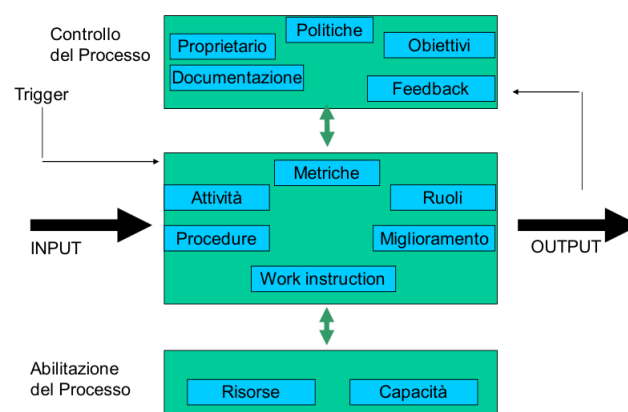 Controllo
del Processo
Politiche
Proprietario
Obiettivi
Documentazione
Feedback
Trigger
Metriche
Attività
Ruoli
Procedure
Miglioramento
INPUT
OUTPUT
Work instruction
Abilitazione
del Processo
Risorse
Capacità